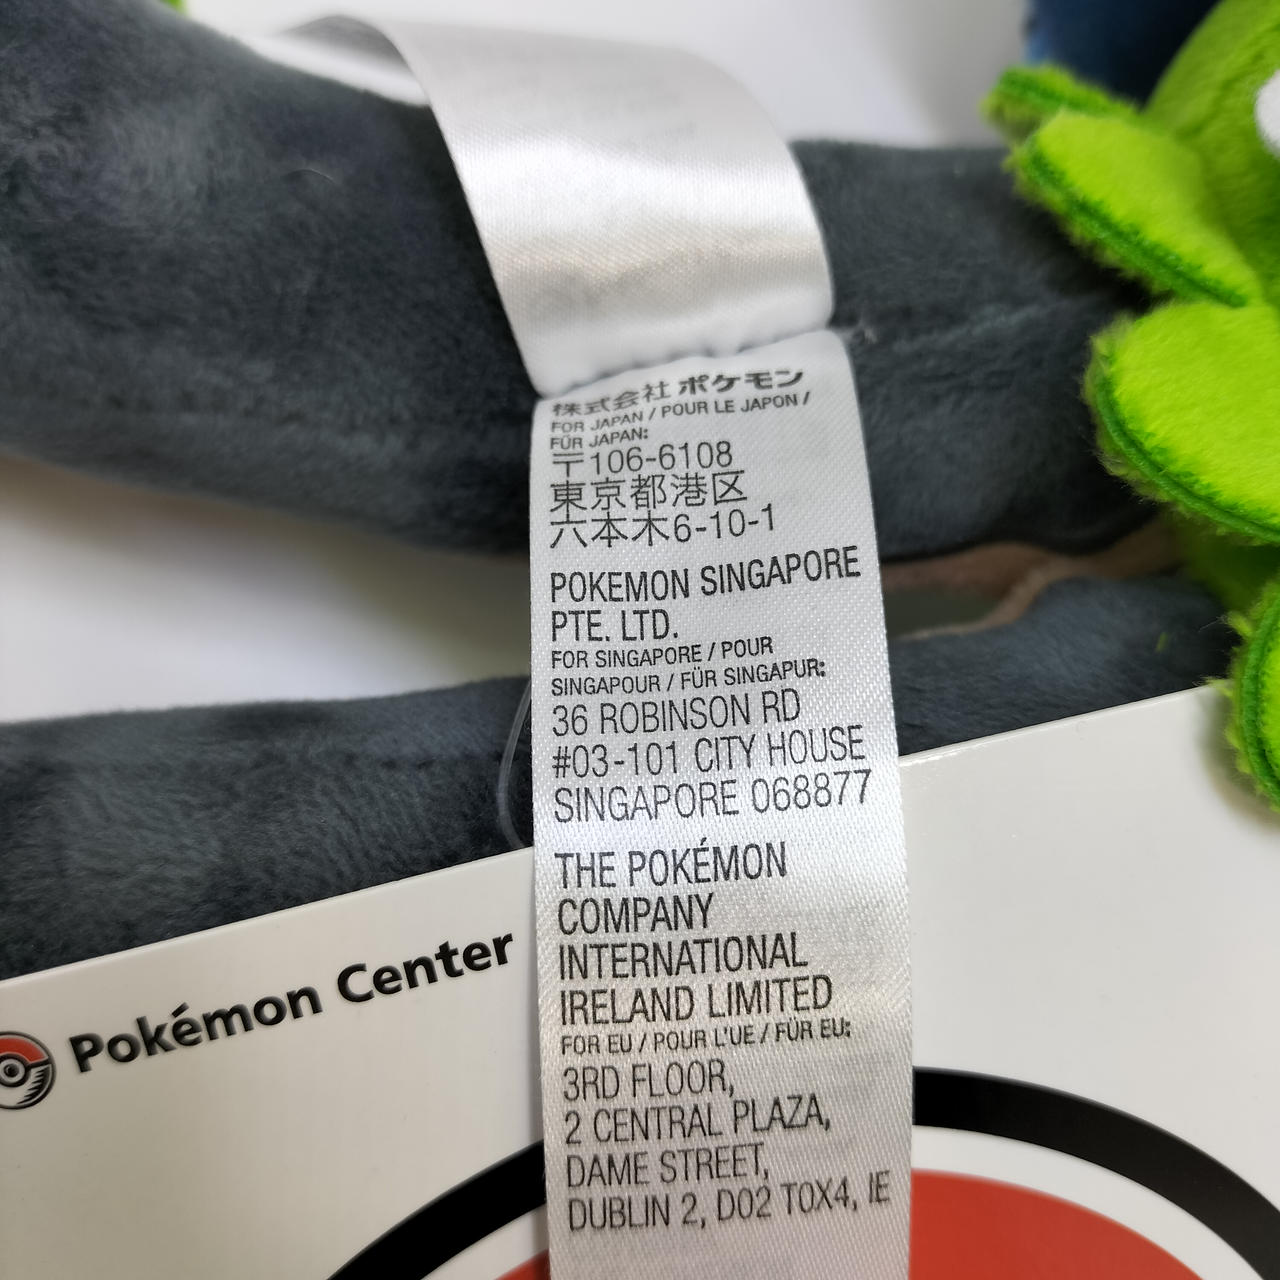 株式会社 ポケモン
FOR JAPAN / POUR LE JAPON /
FÜR JAPAN:
〒106-6108
東京都港区
六本木6-10-1
POKEMON SINGAPORE
PTE. LTD.
FOR SINGAPORE / POUR
SINGAPOUR / FÜR SINGAPUR:
36 ROBINSON RD
#03-101 CITY HOUSE
SINGAPORE 068877
THE POKÉMON
COMPANY
INTERNATIONAL
IRELAND LIMITED
FOR EU / POUR L'UE / FÜR EU:
3RD FLOOR,
2 CENTRAL PLAZA,
DAME STREET,
DUBLIN 2, D02 T0X4, IE
Pokémon Center